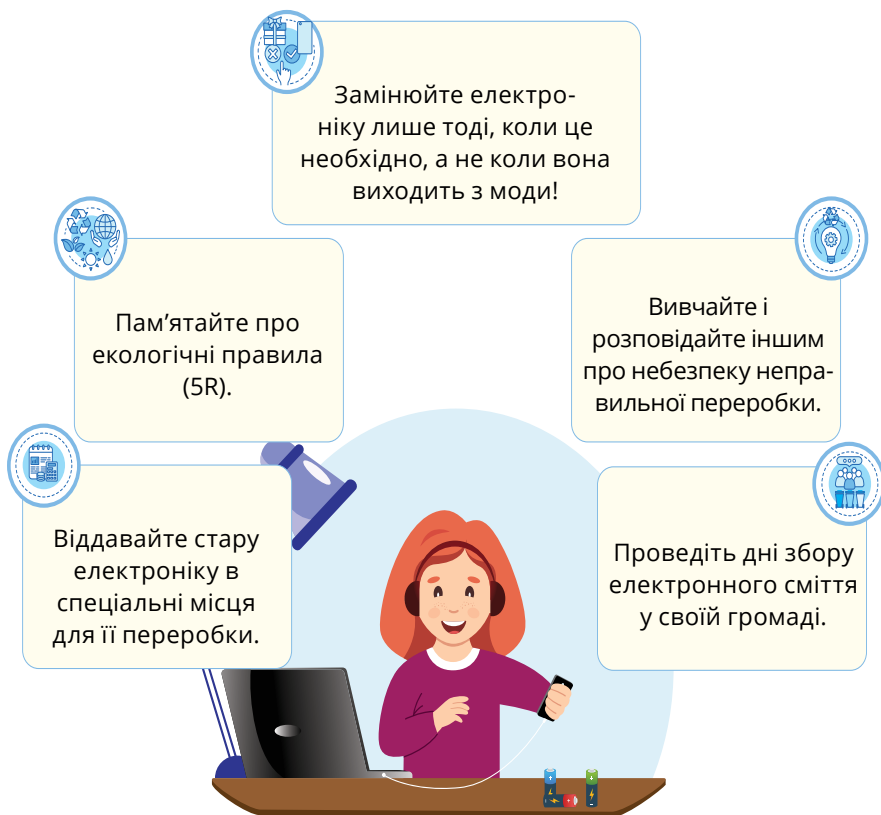 Замінюйте електро-
ніку лише тоді, коли це
необхідно, а не коли вона
виходить з моди!
Пам’ятайте про
екологічні правила
(5R).
Вивчайте і
розповідайте іншим
про небезпеку непра-
вильної переробки.
Віддавайте стару
електроніку в
спеціальні місця
для її переробки.
Проведіть дні збору
електронного сміття
у своїй громаді.